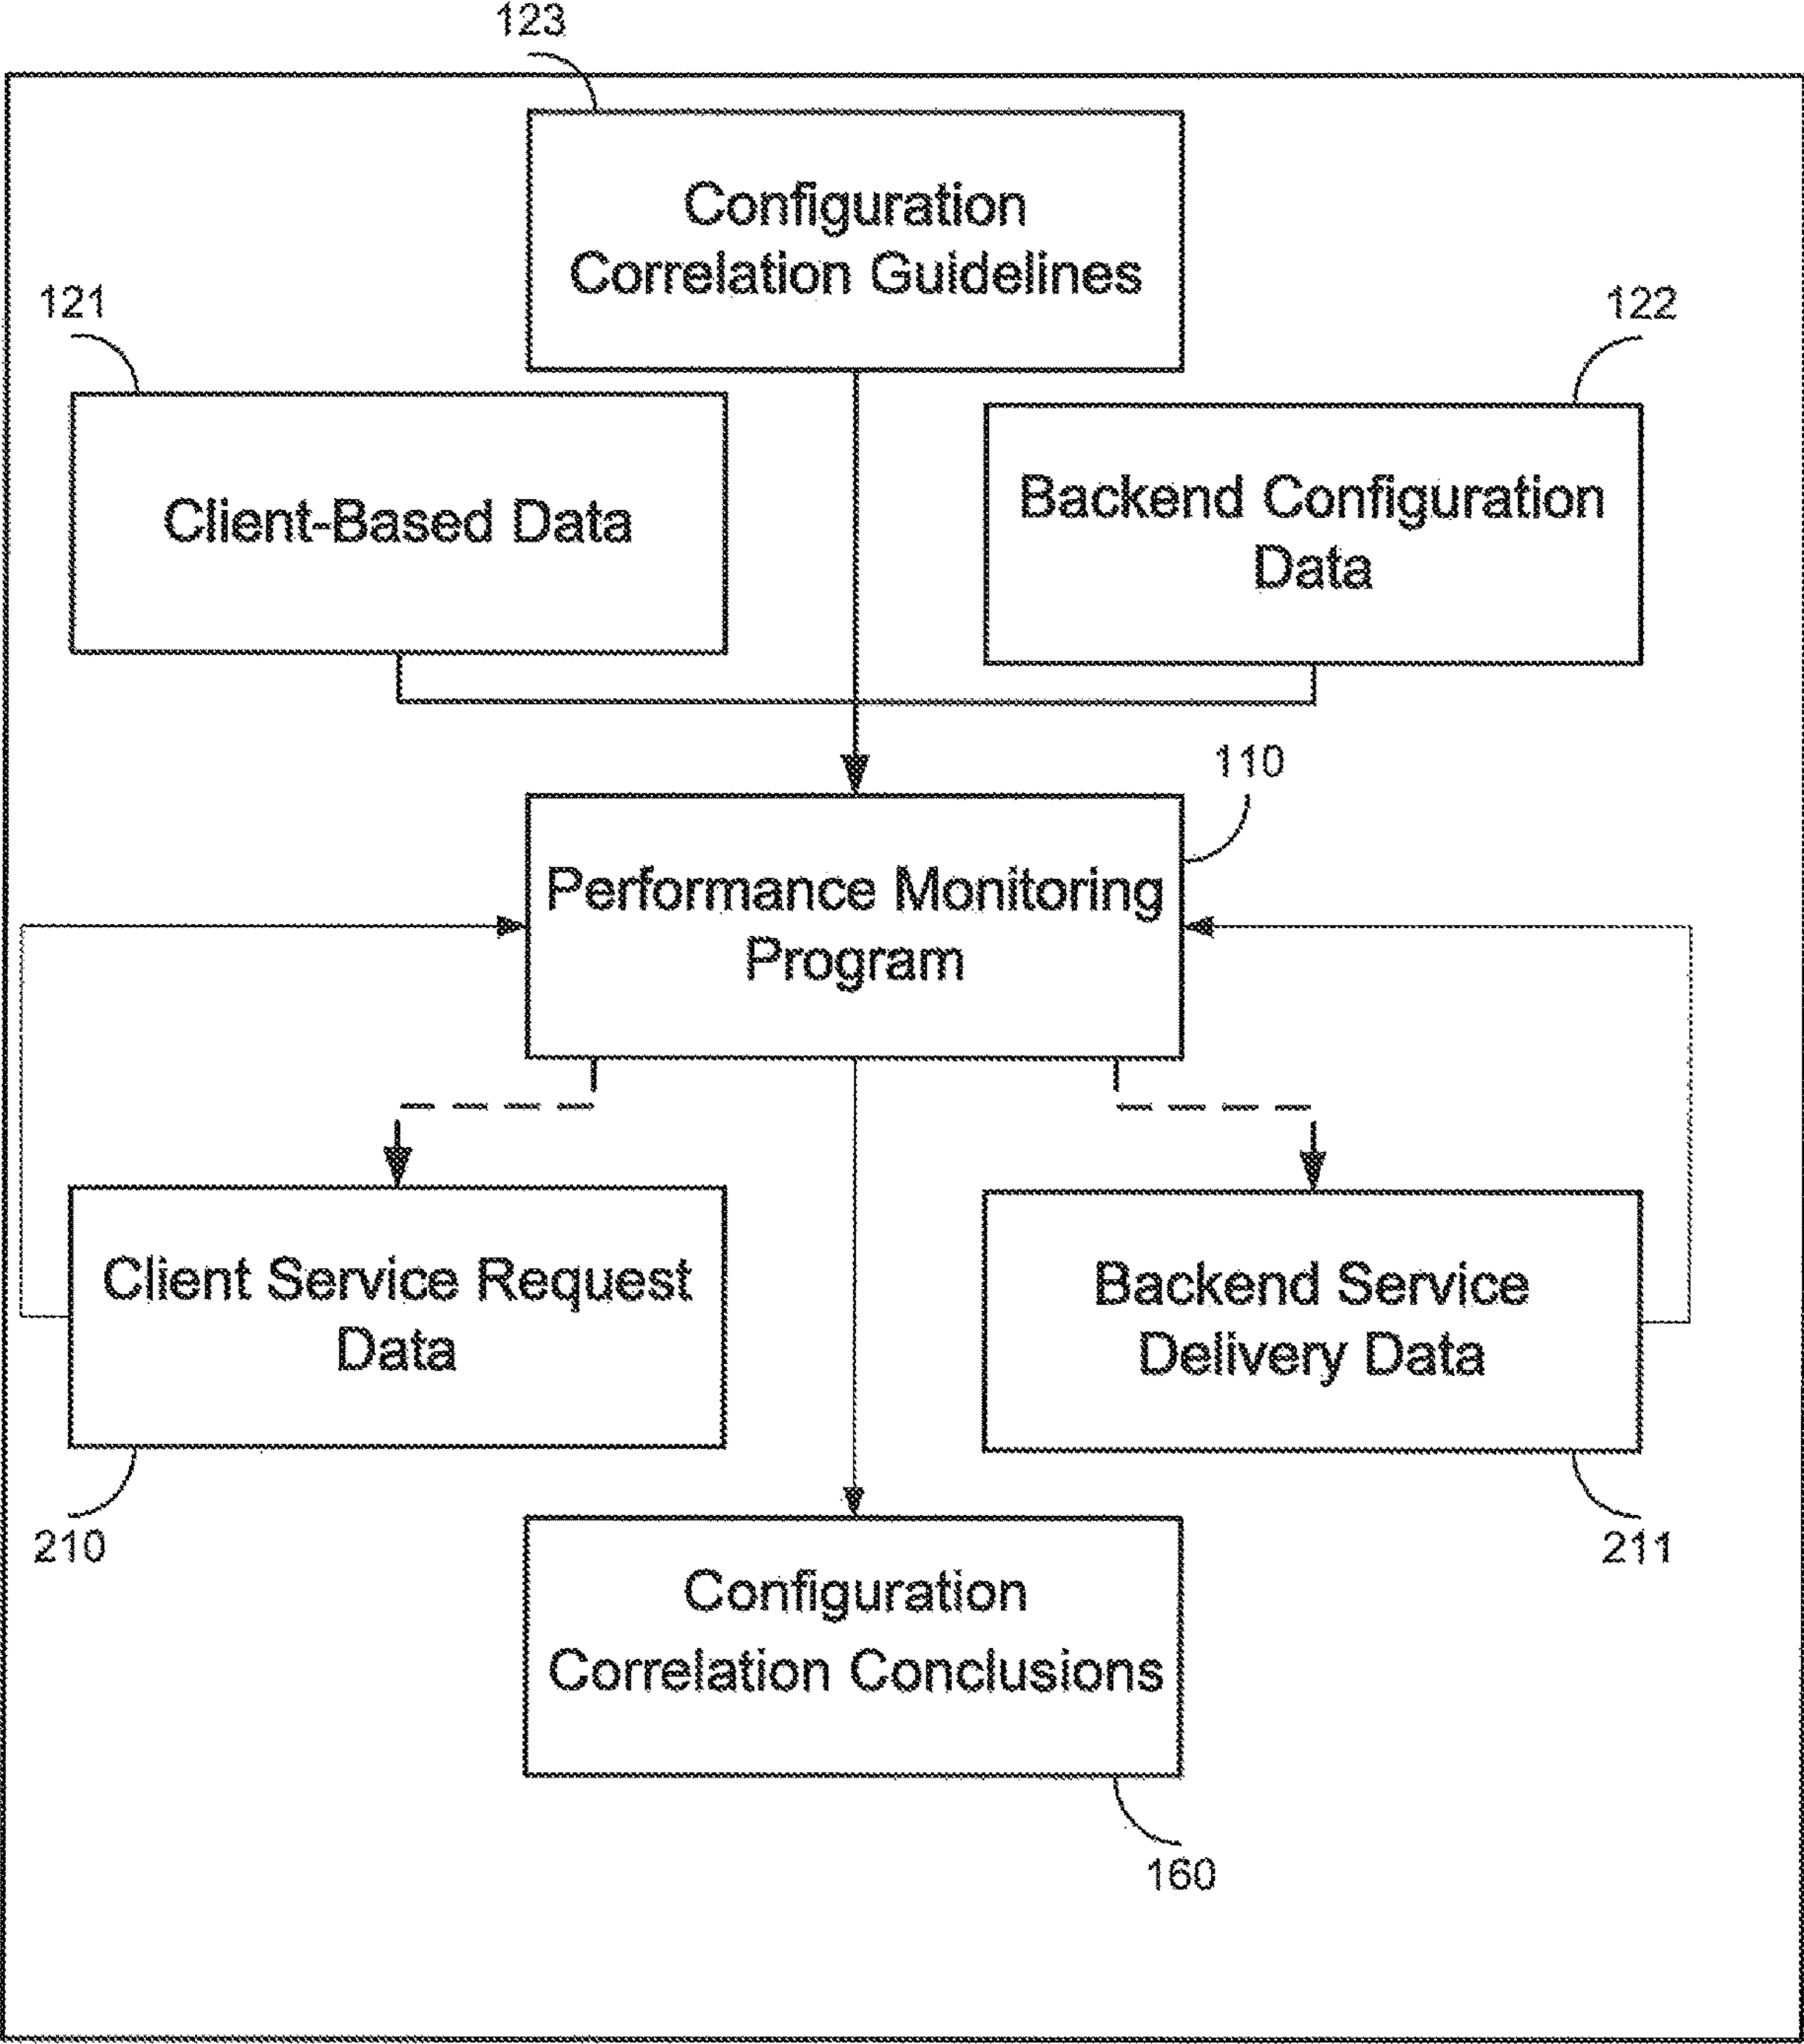 123
Configuration
Correlation Guidelines
121
122
Client-Based Data
Backend Configuration
Data
110
Performance Monitoring
Program
Client Service Request
Data
Backend Service
Delivery Data
210
211
Configuration
Correlation Conclusions
160